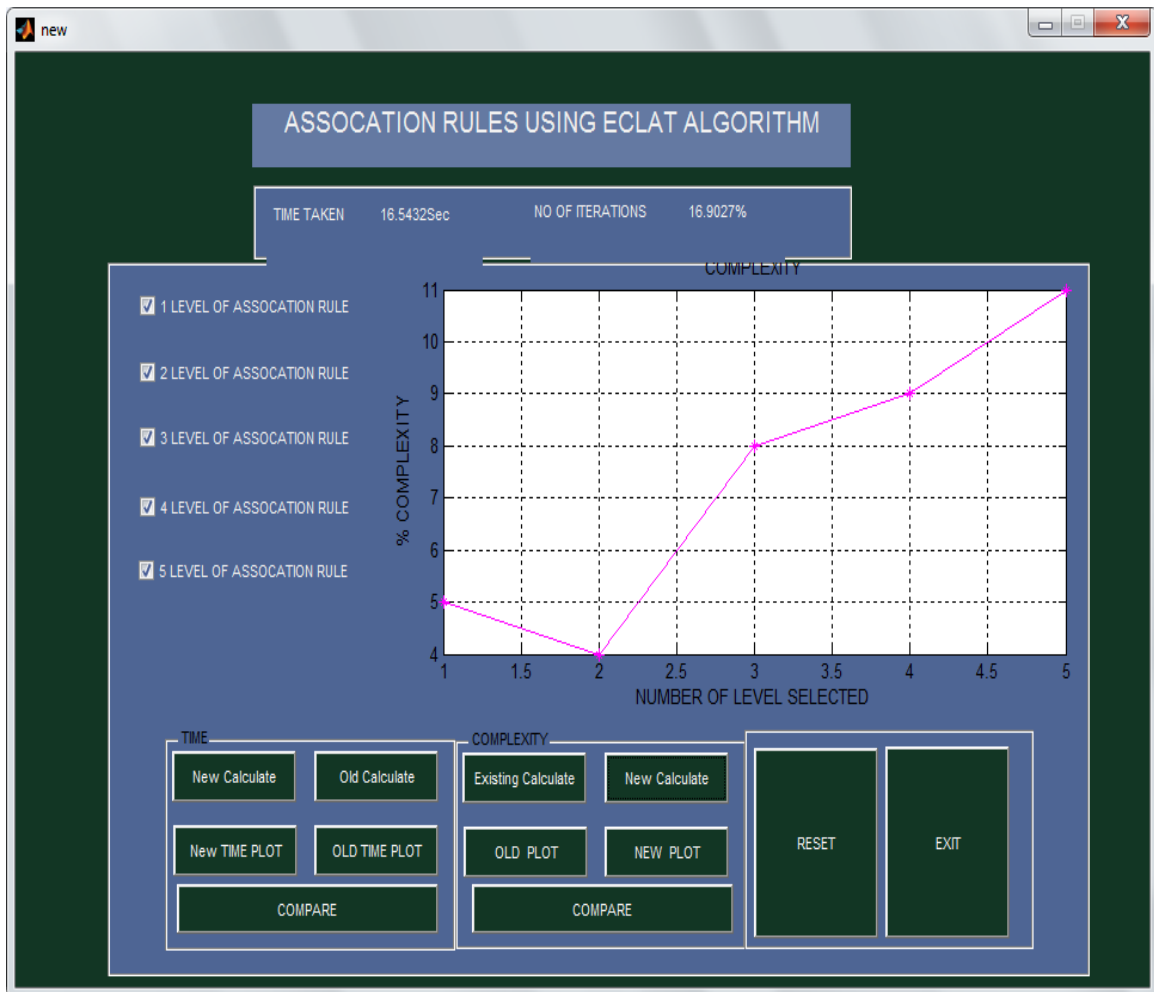 new
ASSOCATION RULES USING ECLAT ALGORITHM
TIME TAKEN 16.5432Sec NO OF ITERATIONS 16.9027%
COMPLEXITY
1 LEVEL OF ASSOCATION RULE
2 LEVEL OF ASSOCATION RULE
3 LEVEL OF ASSOCATION RULE
4 LEVEL OF ASSOCATION RULE
5 LEVEL OF ASSOCATION RULE
% COMPLEXITY
11
10
9
8
7
6
5
4
1 1.5 2 2.5 3 3.5 4 4.5 5
NUMBER OF LEVEL SELECTED
TIME
New Calculate Old Calculate
New TIME PLOT OLD TIME PLOT
COMPARE
COMPLEXITY
Existing Calculate New Calculate
OLD PLOT NEW PLOT
COMPARE
RESET
EXIT